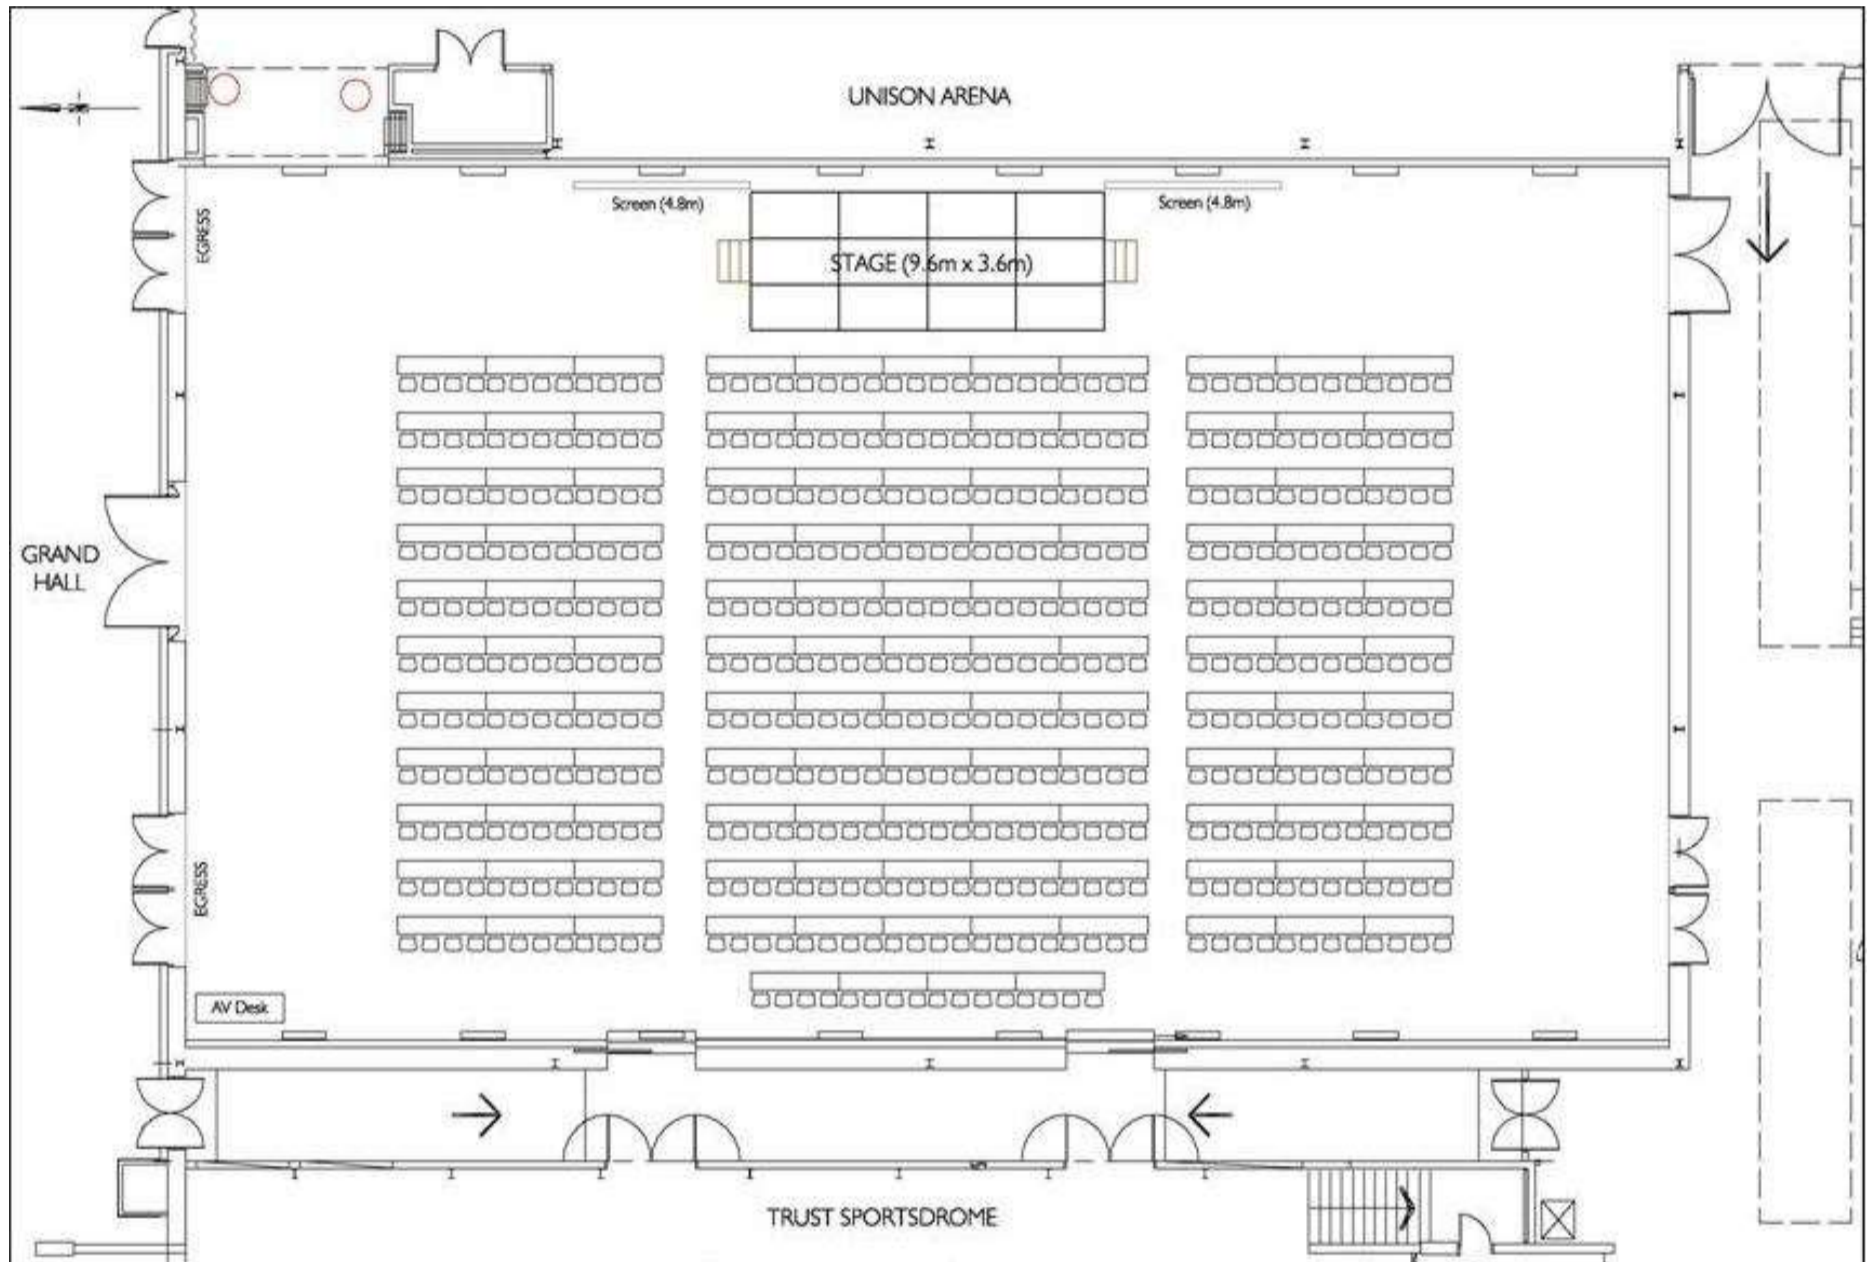 UNISON ARENA
Screen (4.8m)
Screen (4.8m)
EGRESS
STAGE (9.6m x 3.6m)
GRAND
HALL
EGRESS
AV Desk
TRUST SPORTSDROME